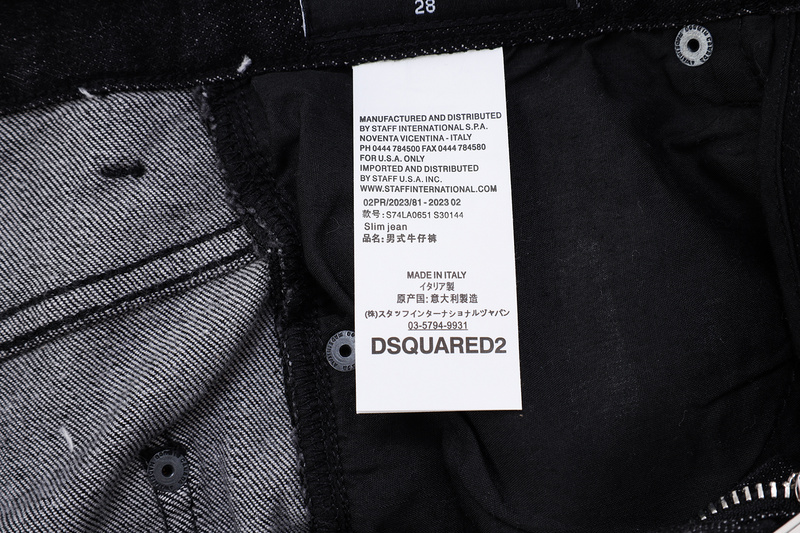 28
MANUFACTURED AND DISTRIBUTED
BY STAFF INTERNATIONAL S.P.A.
NOVENTA VICENTINA - ITALY
PH 0444 784500 FAX 0444 784580
FOR U.S.A. ONLY
IMPORTED AND DISTRIBUTED
BY STAFF U.S.A. INC.
WWW.STAFFINTERNATIONAL.COM
02PR/2023/81 - 2023 02
款号: S74LA0651 S30144
Slim jean
品名: 男式牛仔裤
MADE IN ITALY
イタリア製
原产国: 意大利製造
(株)スタッフインターナショナルヅャパン
03-5794-9931
DSQUARED2